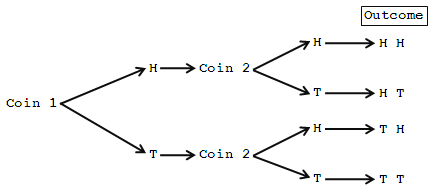 Outcome
H H H
H Coin 2
T H T
Coin 1
H T H
T Coin 2
T T T